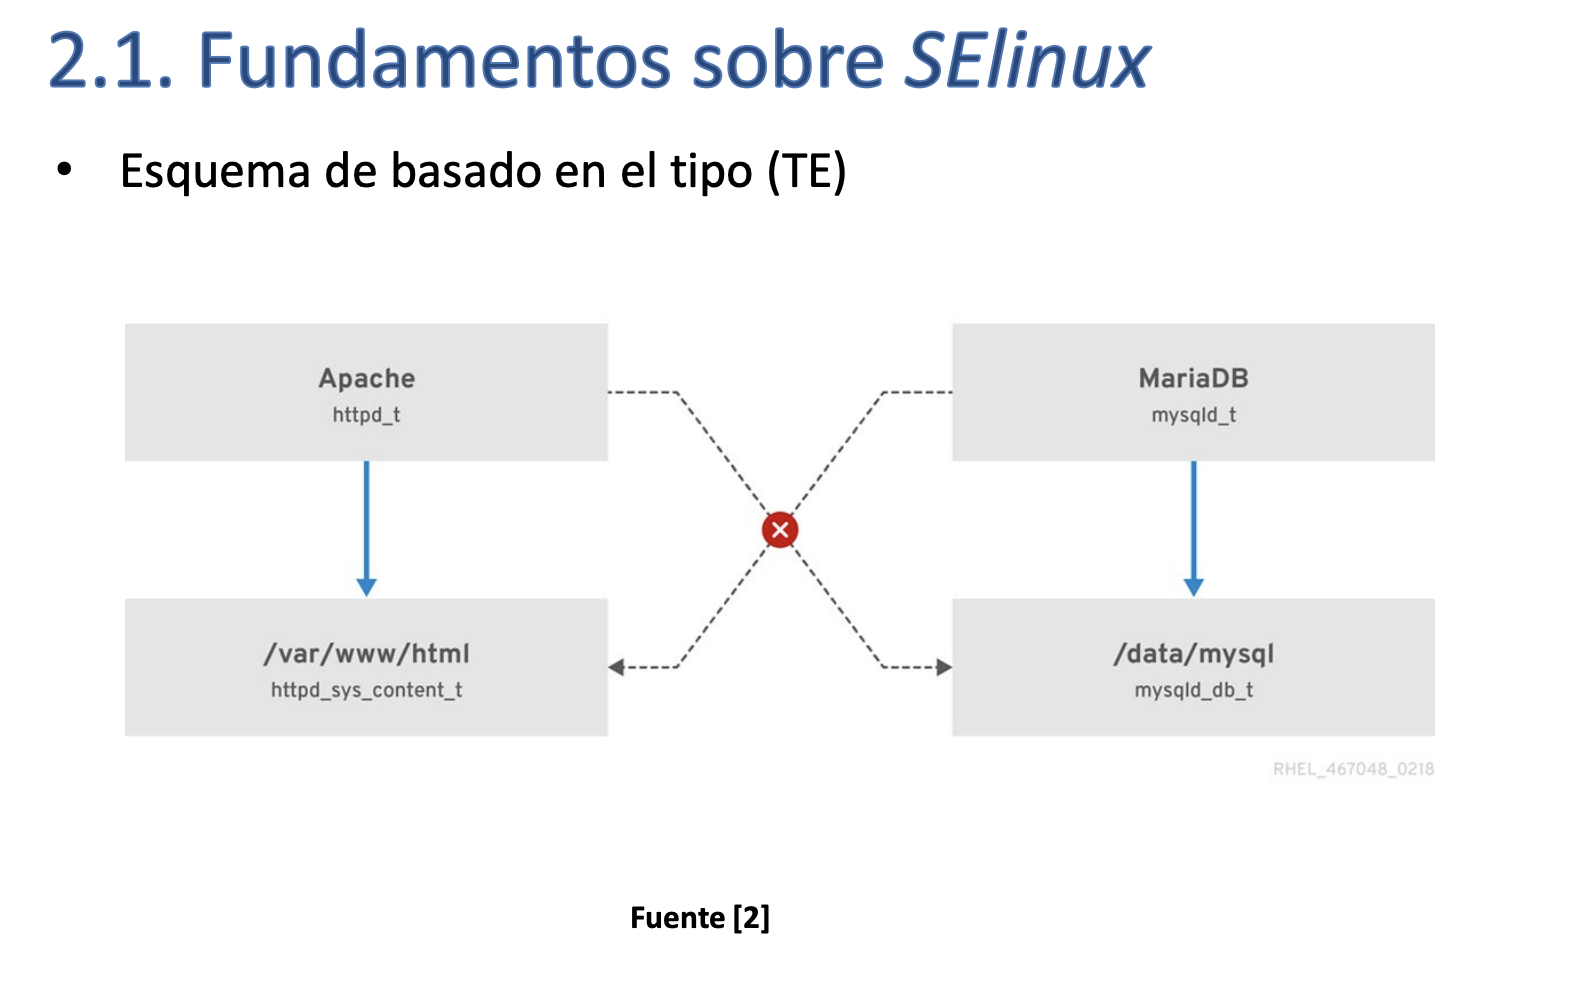 2.1. Fundamentos sobre SElinux
• Esquema de basado en el tipo (TE)
Apache
httpd_t
MariaDB
mysqld_t
/var/www/html
httpd_sys_content_t
/data/mysql
mysqld_db_t
RHEL_467048_0218
Fuente [2]